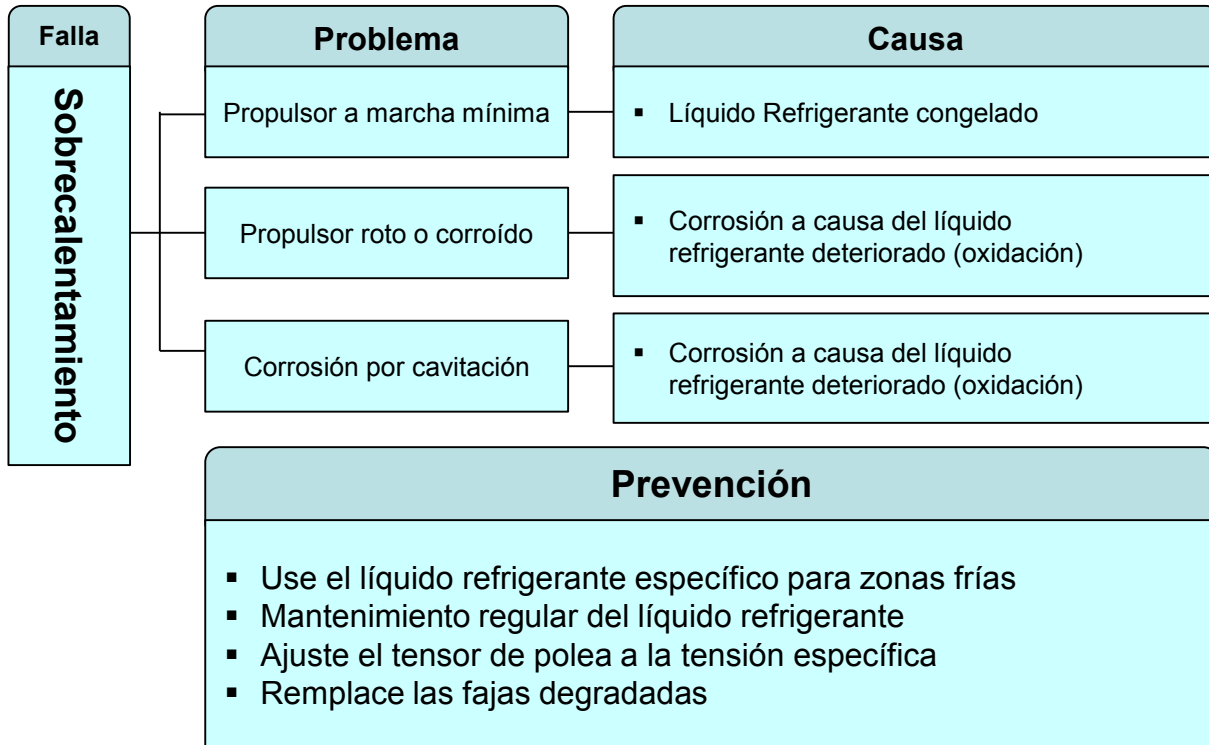 Falla
Sobrecalentamiento
Problema
Causa
Propulsor a marcha mínima
▪ Líquido Refrigerante congelado
Propulsor roto o corroído
▪ Corrosión a causa del líquido
refrigerante deteriorado (oxidación)
Corrosión por cavitación
▪ Corrosión a causa del líquido
refrigerante deteriorado (oxidación)
Prevención
▪ Use el líquido refrigerante específico para zonas frías
▪ Mantenimiento regular del líquido refrigerante
▪ Ajuste el tensor de polea a la tensión específica
▪ Remplace las fajas degradadas